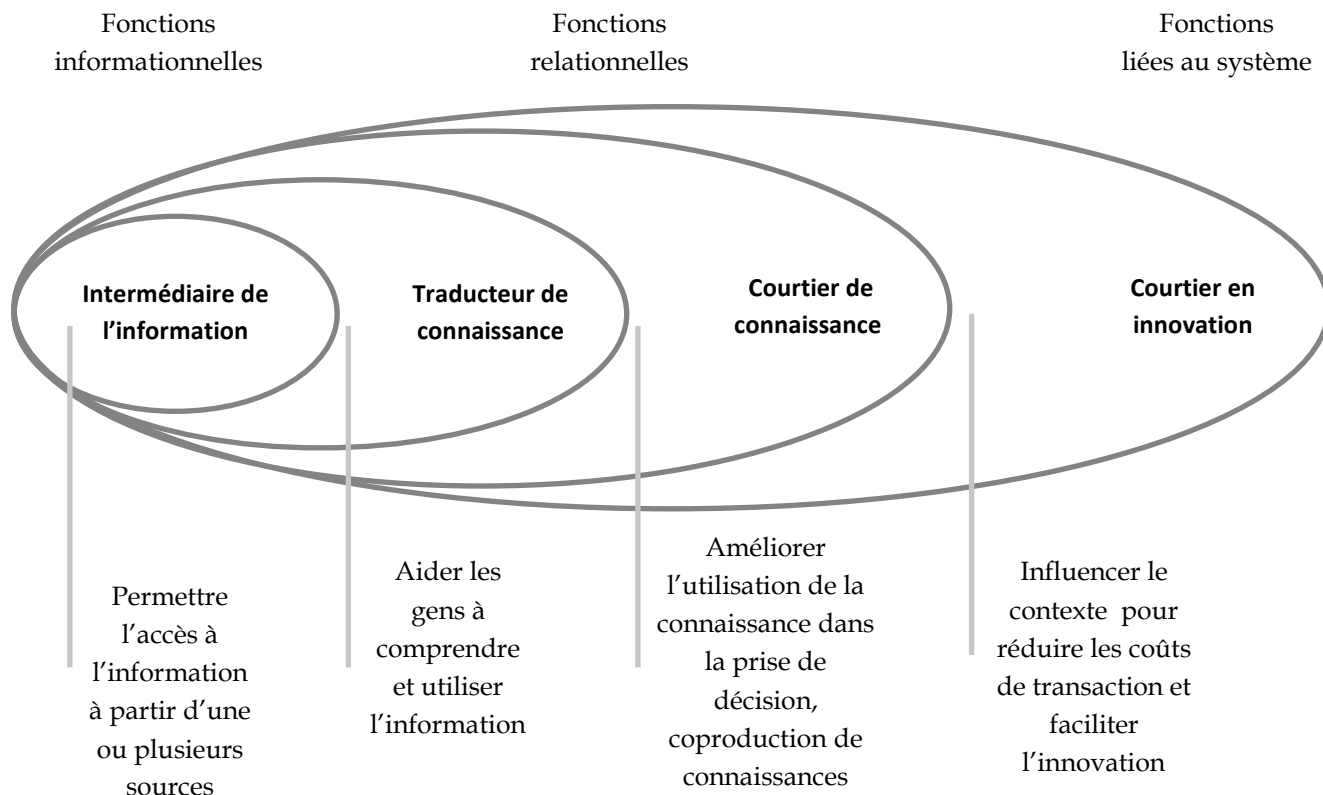 Fonctions
informationnelles
Fonctions
relationnelles
Fonctions
liées au système
Intermédiaire de
l’information
Traducteur de
connaissance
Courtier de
connaissance
Courtier en
innovation
Permettre
l’accès à
l’information
à partir d’une
ou plusieurs
sources
Aider les
gens à
comprendre
et utiliser
l’information
Améliorer
l’utilisation de la
connaissance dans
la prise de
décision,
coproduction de
connaissances
Influencer le
contexte pour
réduire les coûts
de transaction et
faciliter
l’innovation